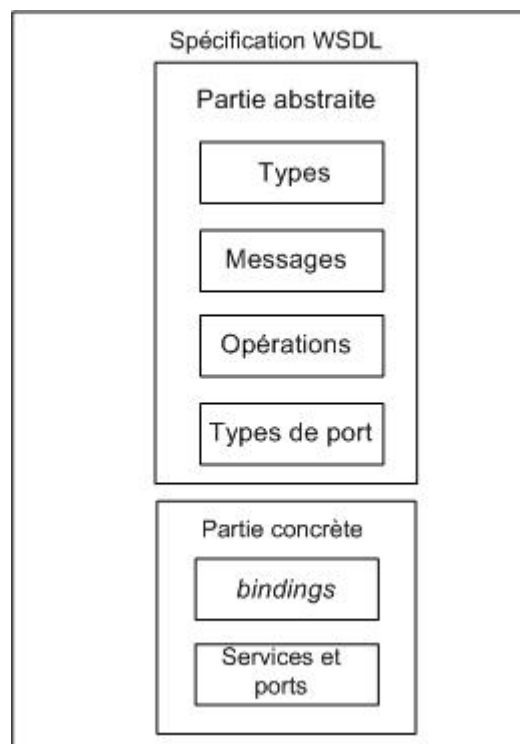 Spécification WSDL
Partie abstraite
Types
Messages
Opérations
Types de port
Partie concrète
bindings
Services et
ports